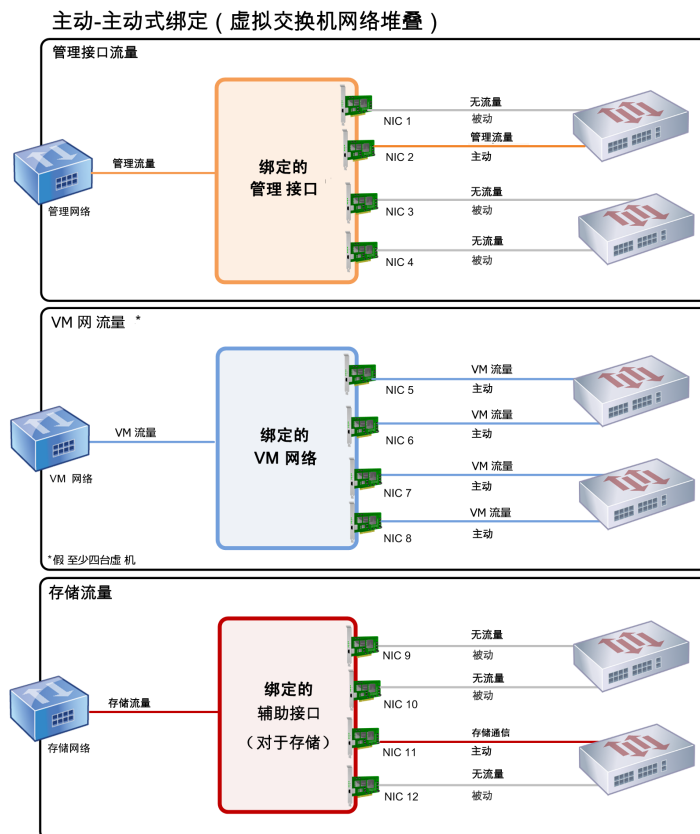 主动-主动式绑定（虚拟交换机网络堆叠）
管理接口流量
管理网络
管理流量
绑定的
管理 接口
NIC 1
无流量
被动
NIC 2
管理流量
主动
NIC 3
无流量
被动
NIC 4
无流量
被动
VM 网 流量 *
VM 网络
VM 流量
绑定的
VM 网络
NIC 5
VM 流量
主动
NIC 6
VM 流量
主动
NIC 7
VM 流量
主动
NIC 8
VM 流量
主动
*假 至少四台虚 机
存储流量
存储网络
存储流量
绑定的
辅助接口
（对于存储）
NIC 9
无流量
被动
NIC 10
无流量
被动
NIC 11
存储通信
主动
NIC 12
无流量
被动